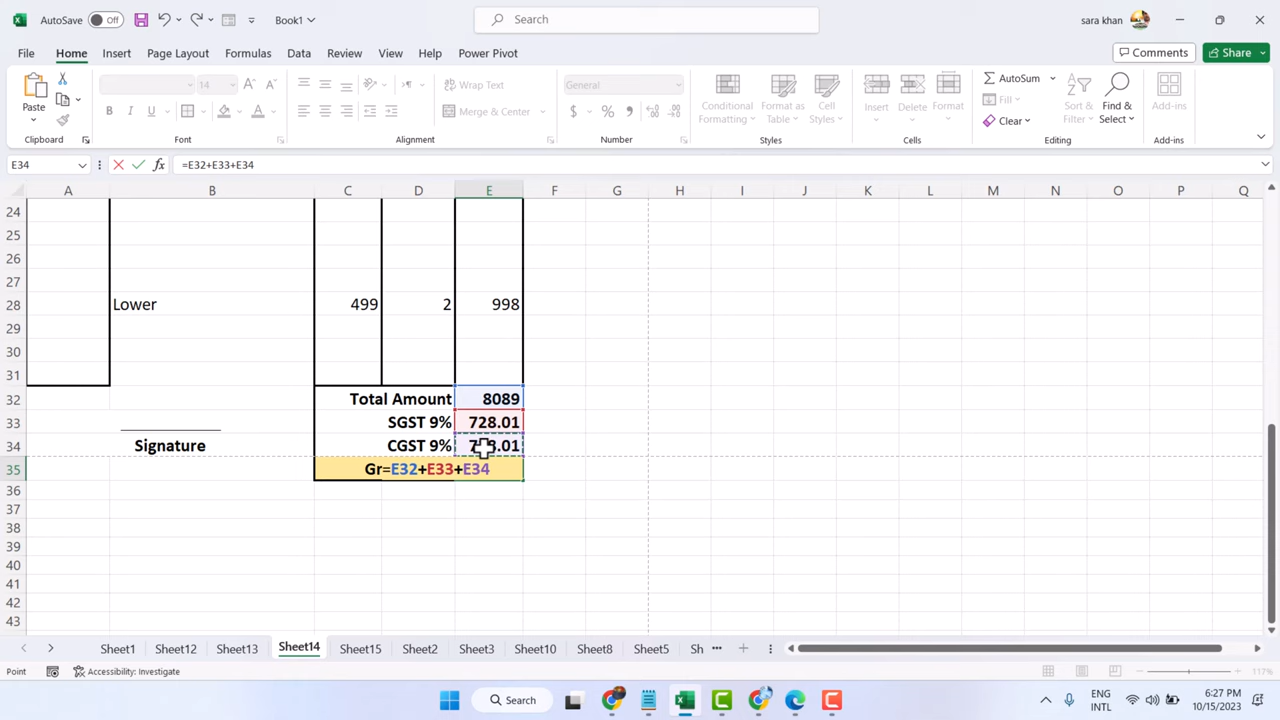 AutoSave Off Book1 Search sara khan
File Home Insert Page Layout Formulas Data Review View Help Power Pivot Comments Share
Paste 14 Wrap Text General Conditional Formatting Format as Table Cell Styles Insert Delete Format AutoSum Fill Clear Sort & Filter Find & Select Add-ins
B I U Merge & Center $ %
Clipboard Font Alignment Number Styles Cells Editing Add-ins
E34 fx =E32+E33+E34
A B C D E F G H I J K L M N O P Q
24
25
26
27
28 Lower 499 2 998
29
30
31
32 Total Amount 8089
33 SGST 9% 728.01
34 Signature CGST 9%
35 Gr=E32+E33+E34
36
37
38
39
40
41
42
43
Sheet1 Sheet12 Sheet13 Sheet14 Sheet15 Sheet2 Sheet3 Sheet10 Sheet8 Sheet5 Sh ...
Point Accessibility: Investigate 117%
Search ENG INTL 6:27 PM 10/15/2023